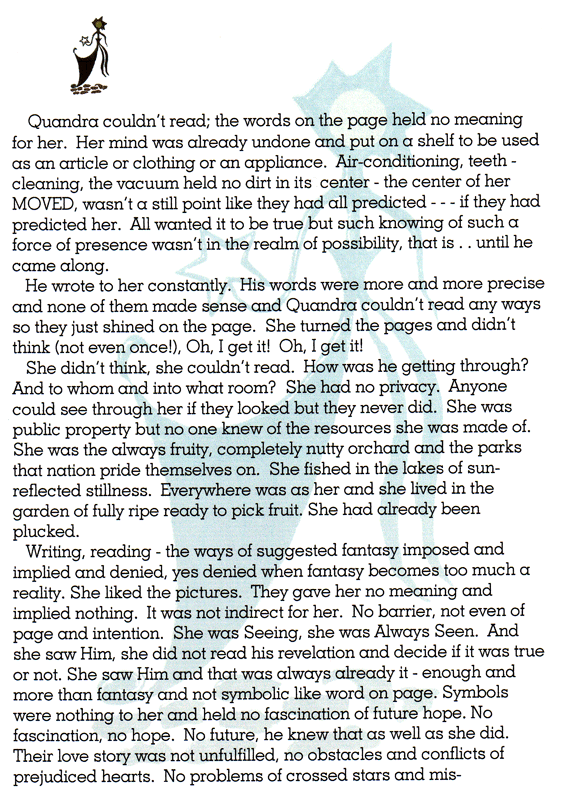 Quandra couldn't read; the words on the page held no meaning
for her.  Her mind was already undone and put on a shelf to be used
as an article or clothing or an appliance.  Air-conditioning, teeth -
cleaning, the vacuum held no dirt in its  center - the center of her
MOVED, wasn't a still point like they had all predicted - - - if they had
predicted her.  All wanted it to be true but such knowing of such a
force of presence wasn't in the realm of possibility, that is . . until he
came along.
He wrote to her constantly.  His words were more and more precise
and none of them made sense and Quandra couldn't read any ways
so they just shined on the page.  She turned the pages and didn't
think (not even once!), Oh, I get it!  Oh, I get it!
She didn't think, she couldn't read.  How was he getting through?
And to whom and into what room?  She had no privacy.  Anyone
could see through her if they looked but they never did.  She was
public property but no one knew of the resources she was made of.
She was the always fruity, completely nutty orchard and the parks
that nation pride themselves on.  She fished in the lakes of sun-
reflected stillness.  Everywhere was as her and she lived in the
garden of fully ripe ready to pick fruit. She had already been
plucked.
Writing, reading - the ways of suggested fantasy imposed and
implied and denied, yes denied when fantasy becomes too much a
reality. She liked the pictures.  They gave her no meaning and
implied nothing.  It was not indirect for her.  No barrier, not even of
page and intention.  She was Seeing, she was Always Seen.  And
she saw Him, she did not read his revelation and decide if it was true
or not. She saw Him and that was always already it - enough and
more than fantasy and not symbolic like word on page. Symbols
were nothing to her and held no fascination of future hope. No
fascination, no hope.  No future, he knew that as well as she did.
Their love story was not unfulfilled, no obstacles and conflicts of
prejudiced hearts.  No problems of crossed stars and mis-